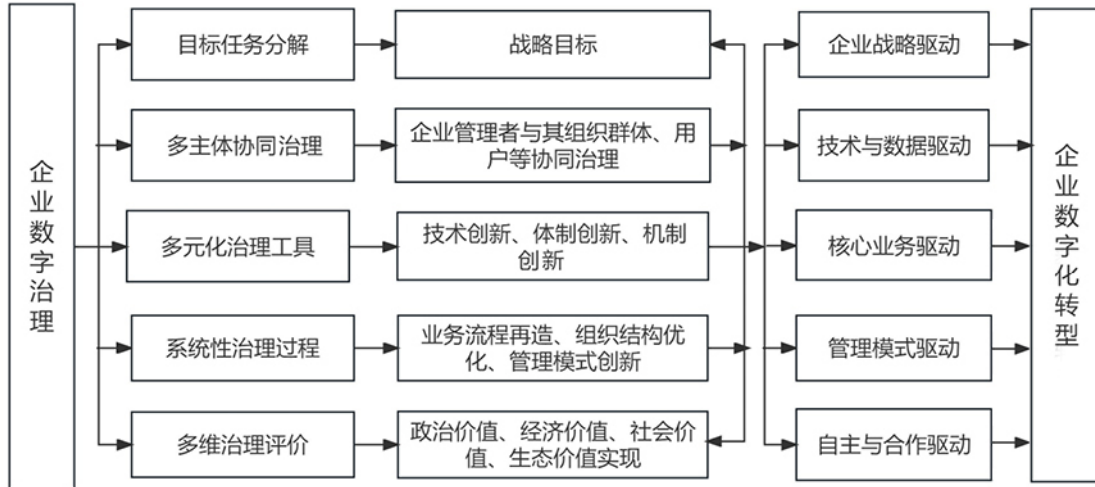 企业数字治理
目标任务分解
战略目标
企业战略驱动
多主体协同治理
企业管理者与其组织群体、用
户等协同治理
技术与数据驱动
多元化治理工具
技术创新、体制创新、机制
创新
核心业务驱动
系统性治理过程
业务流程再造、组织结构优
化、管理模式创新
管理模式驱动
多维治理评价
政治价值、经济价值、社会价
值、生态价值实现
自主与合作驱动
企业数字化转型